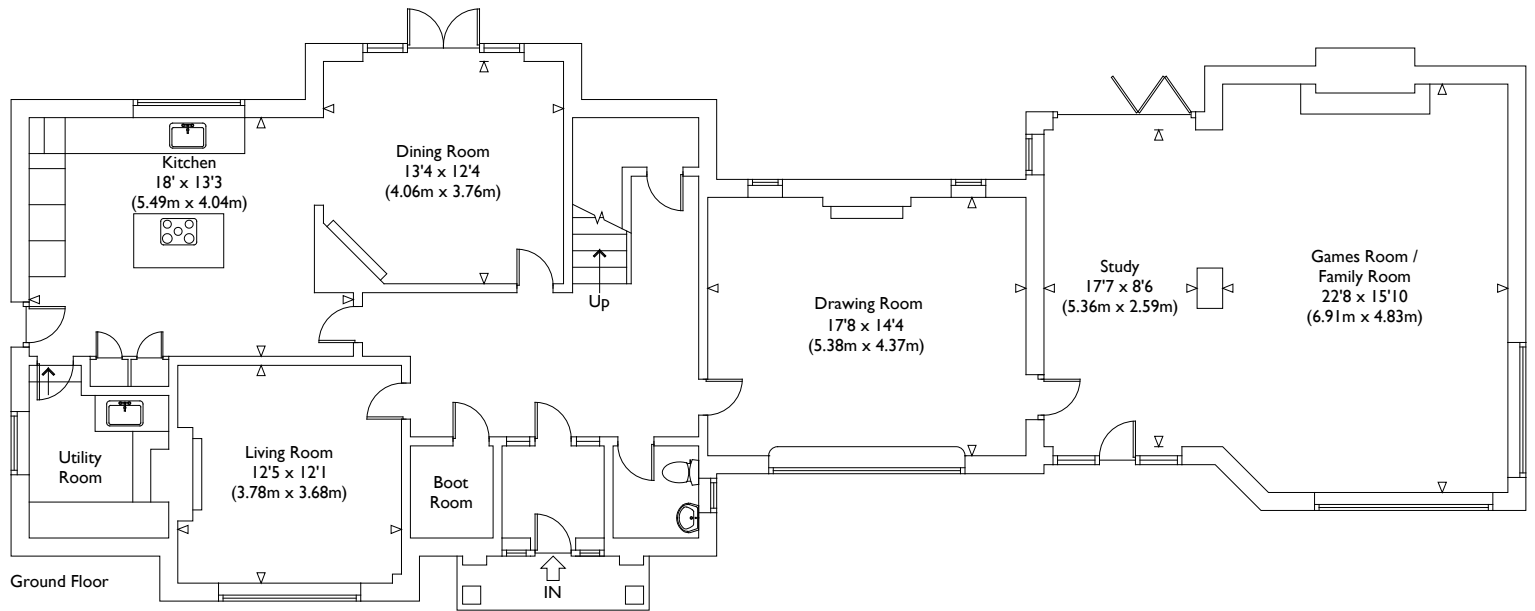 Dining Room
13'4 x 12'4
(4.06m x 3.76m)
Kitchen
18' x 13'3
(5.49m x 4.04m)
Up
Drawing Room
17'8 x 14'4
(5.38m x 4.37m)
Study
17'7 x 8'6
(5.36m x 2.59m)
Games Room /
Family Room
22'8 x 15'10
(6.91m x 4.83m)
Utility
Room
Living Room
12'5 x 12'1
(3.78m x 3.68m)
Boot
Room
IN
Ground Floor